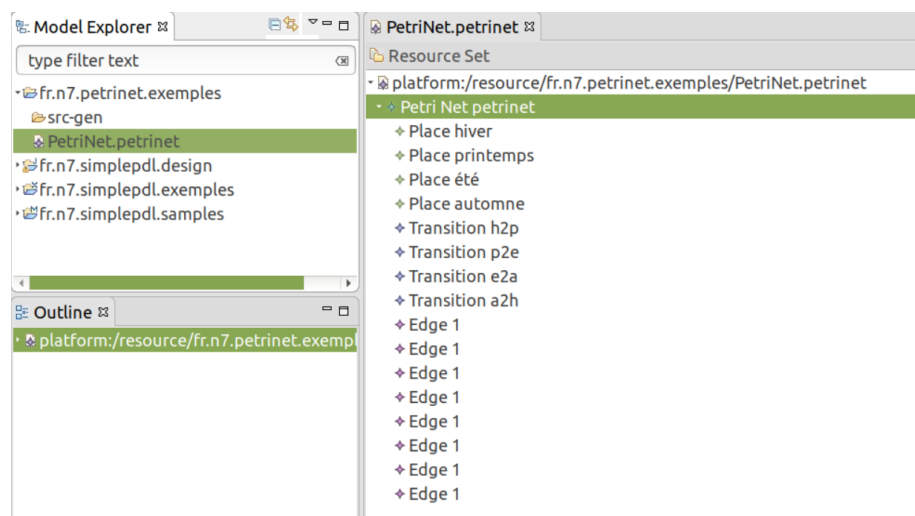 Model Explorer
type filter text
fr.n7.petrinet.exemples
src-gen
PetriNet.petrinet
fr.n7.simplepdl.design
fr.n7.simplepdl.exemples
fr.n7.simplepdl.samples
Outline
platform:/resource/fr.n7.petrinet.exempl
PetriNet.petrinet
Resource Set
platform:/resource/fr.n7.petrinet.exemples/PetriNet.petrinet
Petri Net petrinet
Place hiver
Place printemps
Place été
Place automne
Transition h2p
Transition p2e
Transition e2a
Transition a2h
Edge 1
Edge 1
Edge 1
Edge 1
Edge 1
Edge 1
Edge 1
Edge 1